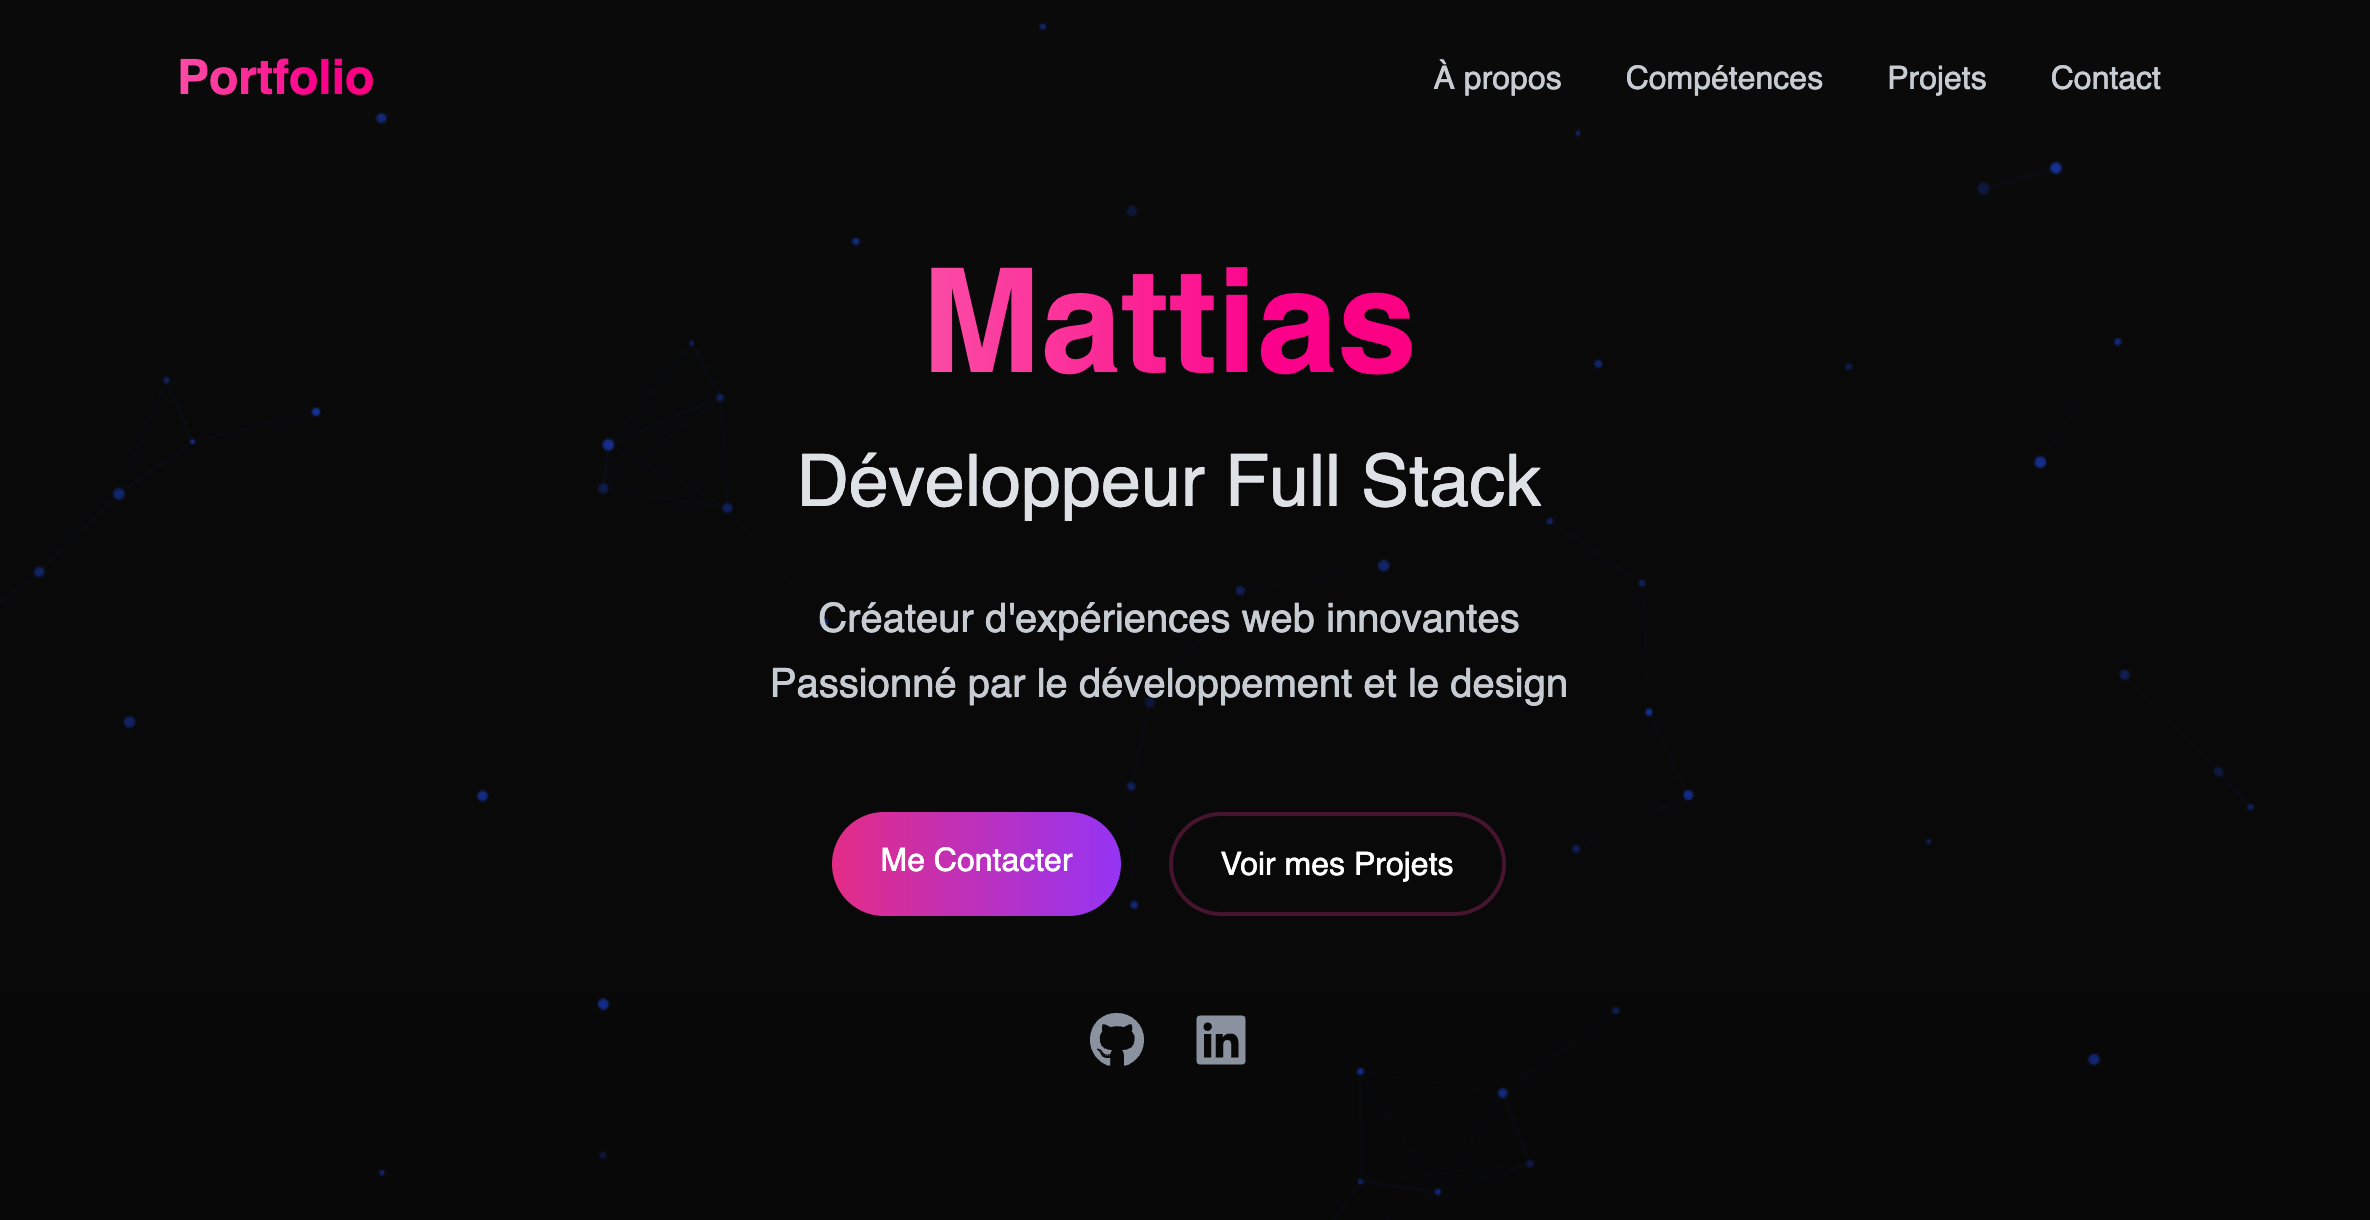 Portfolio
À propos
Compétences
Projets
Contact
Mattias
Développeur Full Stack
Créateur d'expériences web innovantes
Passionné par le développement et le design
Me Contacter
Voir mes Projets
in